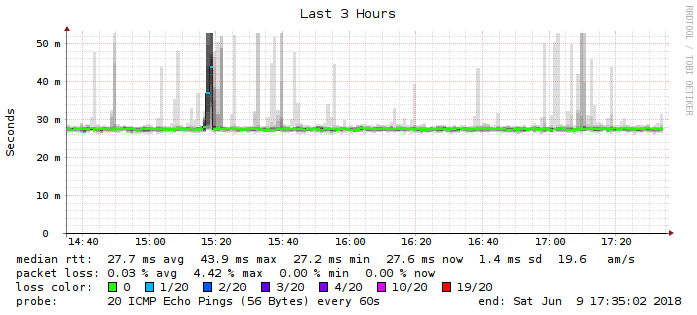 Last 3 Hours
RRDTOOL / TOBI OETIKER
Seconds
50 m
40 m
30 m
20 m
10 m
0
14:40 15:00 15:20 15:40 16:00 16:20 16:40 17:00 17:20
median rtt: 27.7 ms avg 43.9 ms max 27.2 ms min 27.6 ms now 1.4 ms sd 19.6 am/s
packet loss: 0.03 % avg 4.42 % max 0.00 % min 0.00 % now
loss color: 0 1/20 2/20 3/20 4/20 10/20 19/20
probe: 20 ICMP Echo Pings (56 Bytes) every 60s end: Sat Jun 9 17:35:02 2018